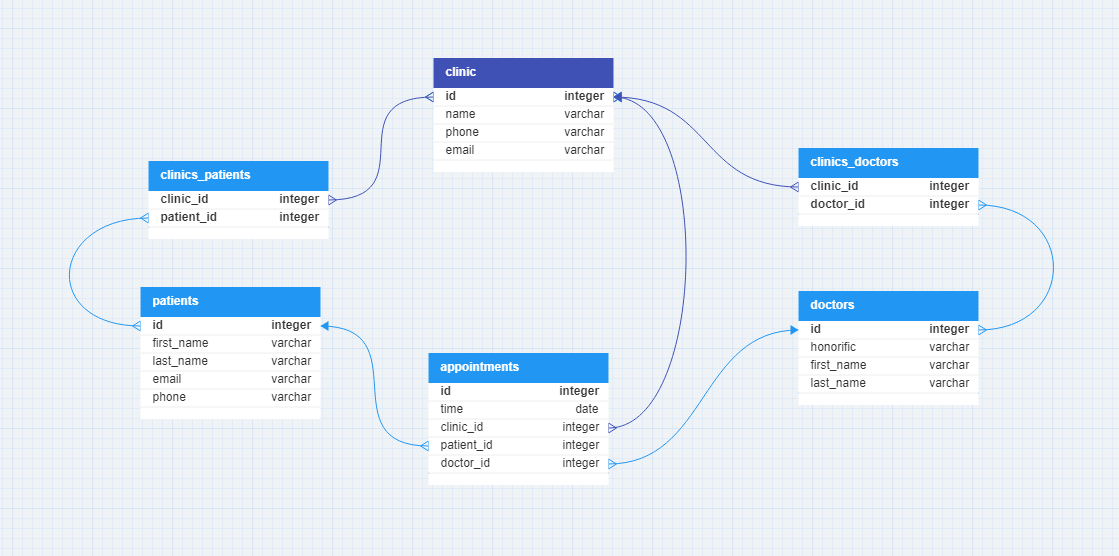 clinic
id integer
name varchar
phone varchar
email varchar
clinics_patients
clinic_id integer
patient_id integer
clinics_doctors
clinic_id integer
doctor_id integer
patients
id integer
first_name varchar
last_name varchar
email varchar
phone varchar
doctors
id integer
honorific varchar
first_name varchar
last_name varchar
appointments
id integer
time date
clinic_id integer
patient_id integer
doctor_id integer